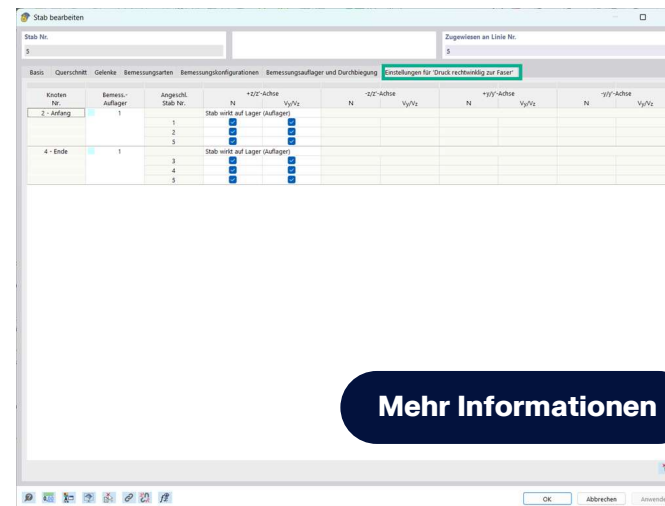 Stab bearbeiten
Stab Nr.
Zugewiesen an Linie Nr.
5
5
Basis Querschnitt Gelenke Bemessungsarten Bemessungskonfigurationen Bemessungsauflager und Durchbiegung Einstellungen für 'Druck rechtwinklig zur Faser'
Knoten Bemess.- Angeschl. +z/z'-Achse -z/z'-Achse +y/y'-Achse -y/y'-Achse
Nr. Auflager Stab Nr. N Vy/Vz N Vy/Vz N Vy/Vz N Vy/Vz
2 - Anfang 1 Stab wirkt auf Lager (Auflager)
1
2
5
4 - Ende 1 Stab wirkt auf Lager (Auflager)
3
4
5
Mehr Informationen
OK Abbrechen Anwende